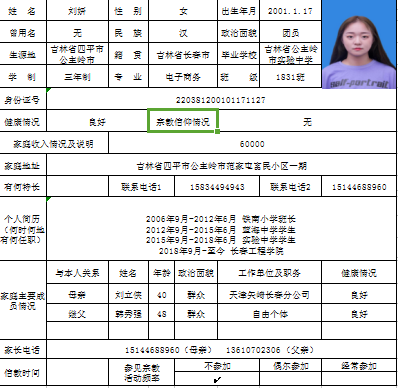 姓 名 刘妍 性 别 女 出生年月 2001.1.17
曾用名 无 民 族 汉 政治面貌 团员
生源地 吉林省四平市公主岭市 籍 贯 吉林省长春市 毕业学校 吉林省公主岭市实验中学
学 制 三年制 专 业 电子商务 班 级 1831班
身份证号 220381200101171127
健康情况 良好 宗教信仰情况 无
家庭收入情况及说明 60000
家庭地址 吉林省四平市公主岭市范家屯富民小区一期
有何特长 联系电话1 15834494943 联系电话2 15144688960
个人简历（何时何地有何任职）
2006年9月-2012年6月 铁南小学班长
2012年9月-2015年6月 蓝海中学学生
2015年9月-2018年6月 实验中学学生
2018年9月-至今 长春工程学院
家庭主要成员情况
与本人关系 姓名 年龄 政治面貌 工作单位及职务 健康情况
母亲 刘立侠 40 群众 天津矢崎长春分公司 良好
继父 韩秀强 48 群众 自由个体 良好
家长电话 15144688960（母亲） 13610702306（父亲）
信教时间 参见宗教活动频率 不参加 偶尔参加 经常参加
✓